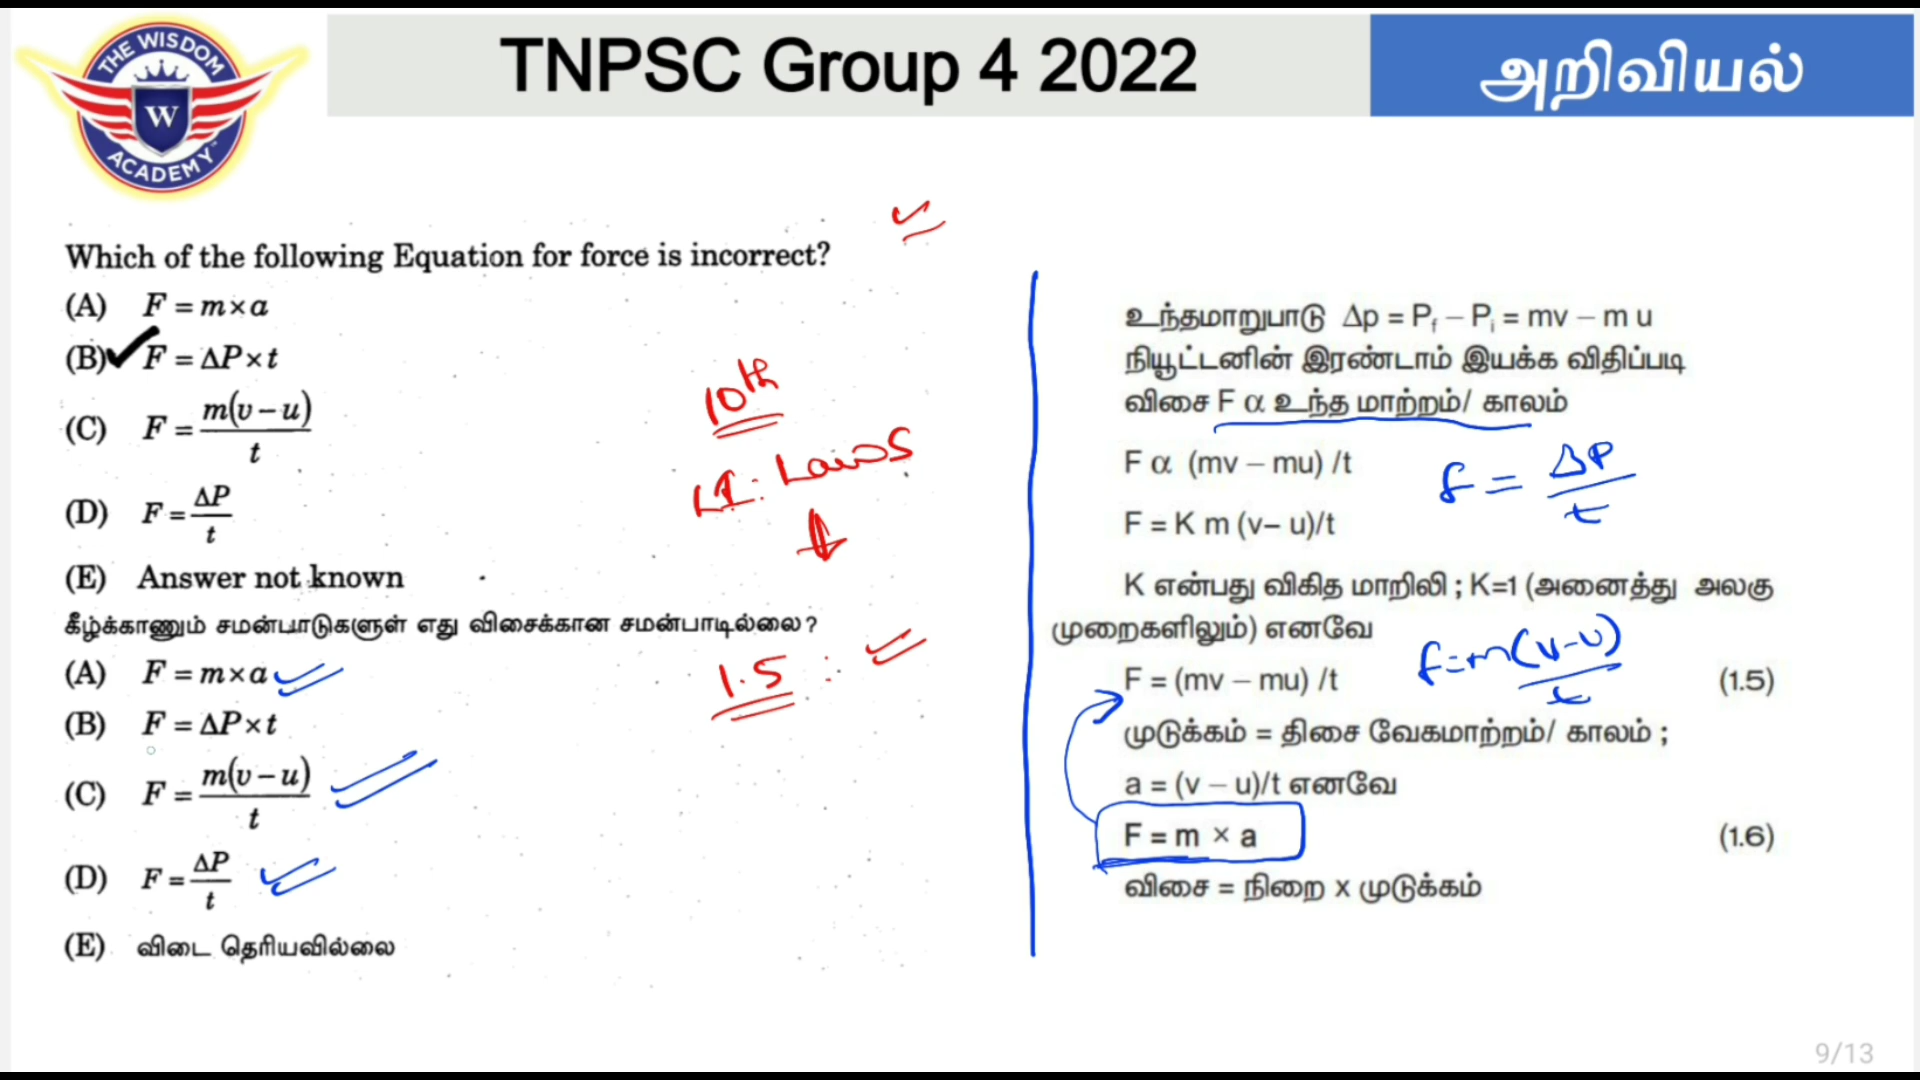 THE WISDOM
W
ACADEMY
TNPSC Group 4 2022
அறிவியல்
Which of the following Equation for force is incorrect?
(A) F = m × a
(B) F = ΔP × t
(C) F = m(v – u)
t
(D) F = ΔP
t
(E) Answer not known
கீழ்க்காணும் சமன்பாடுகளுள் எது விசைக்கான சமன்பாடில்லை?
(A) F = m × a
(B) F = ΔP × t
(C) F = m(v – u)
t
(D) F = ΔP
t
(E) விடை தெரியவில்லை
10th
Laws
1.5
உந்தமாறுபாடு Δp = Pf – Pi = mv – m u
நியூட்டனின் இரண்டாம் இயக்க விதிப்படி
விசை F α உந்த மாற்றம்/ காலம்
F α (mv – mu) /t
F = ΔP
t
F = K m (v– u)/t
K என்பது விகித மாறிலி ; K=1 (அனைத்து அலகு
முறைகளிலும்) எனவே
F = (mv – mu) /t (1.5)
F = m(v-u)
t
முடுக்கம் = திசை வேகமாற்றம்/ காலம் ;
a = (v – u)/t எனவே
F = m × a (1.6)
விசை = நிறை x முடுக்கம்
9/13